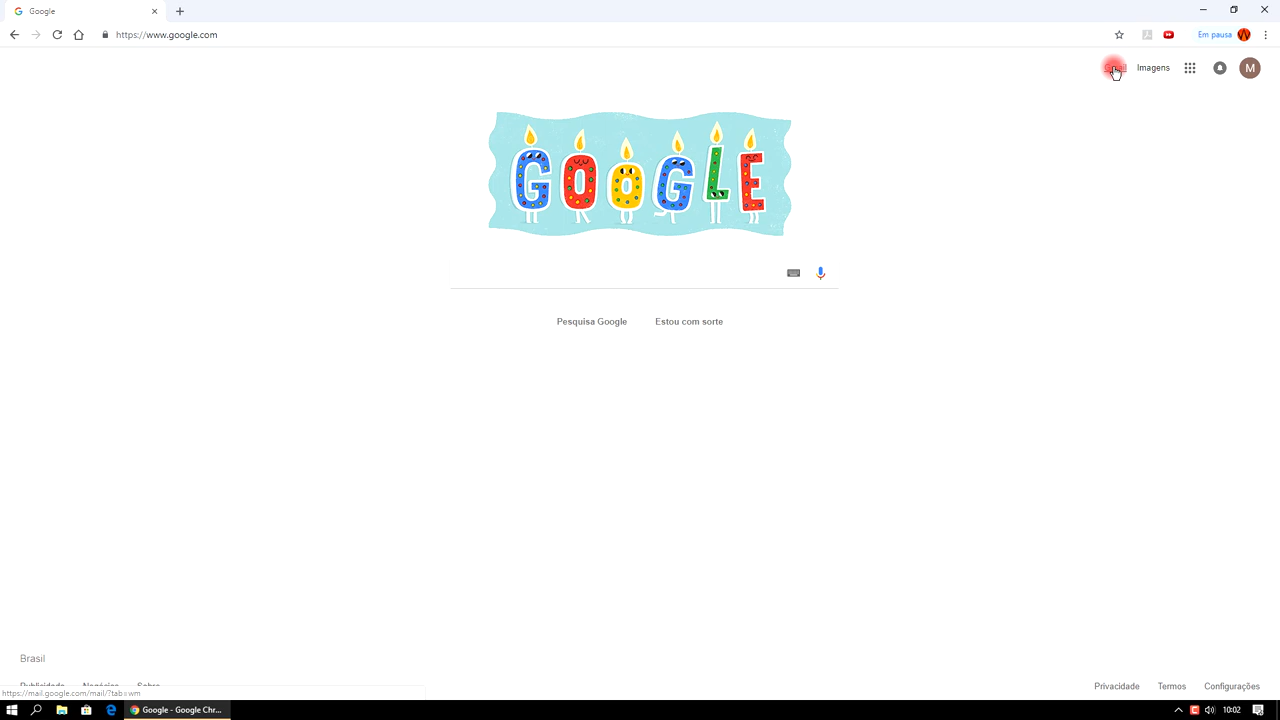 Google
https://www.google.com
Em pausa
Imagens
M
GOOGLE
Pesquisa Google
Estou com sorte
Brasil
Privacidade
Termos
Configurações
https://mail.google.com/mail/?tab=wm
Google - Google Chr...
10:02